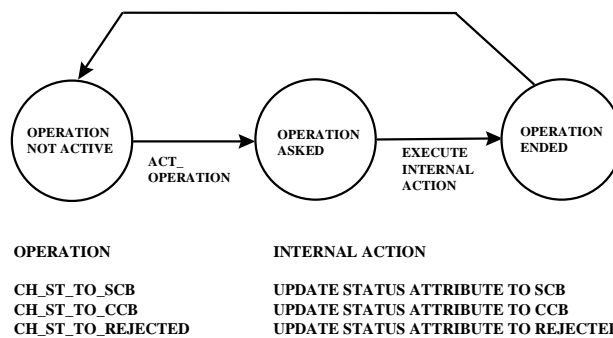 OPERATION
NOT ACTIVE
ACT_
OPERATION
OPERATION
ASKED
EXECUTE
INTERNAL
ACTION
OPERATION
ENDED
OPERATION INTERNAL ACTION
CH_ST_TO_SCB UPDATE STATUS ATTRIBUTE TO SCB
CH_ST_TO_CCB UPDATE STATUS ATTRIBUTE TO CCB
CH_ST_TO_REJECTED UPDATE STATUS ATTRIBUTE TO REJECTED